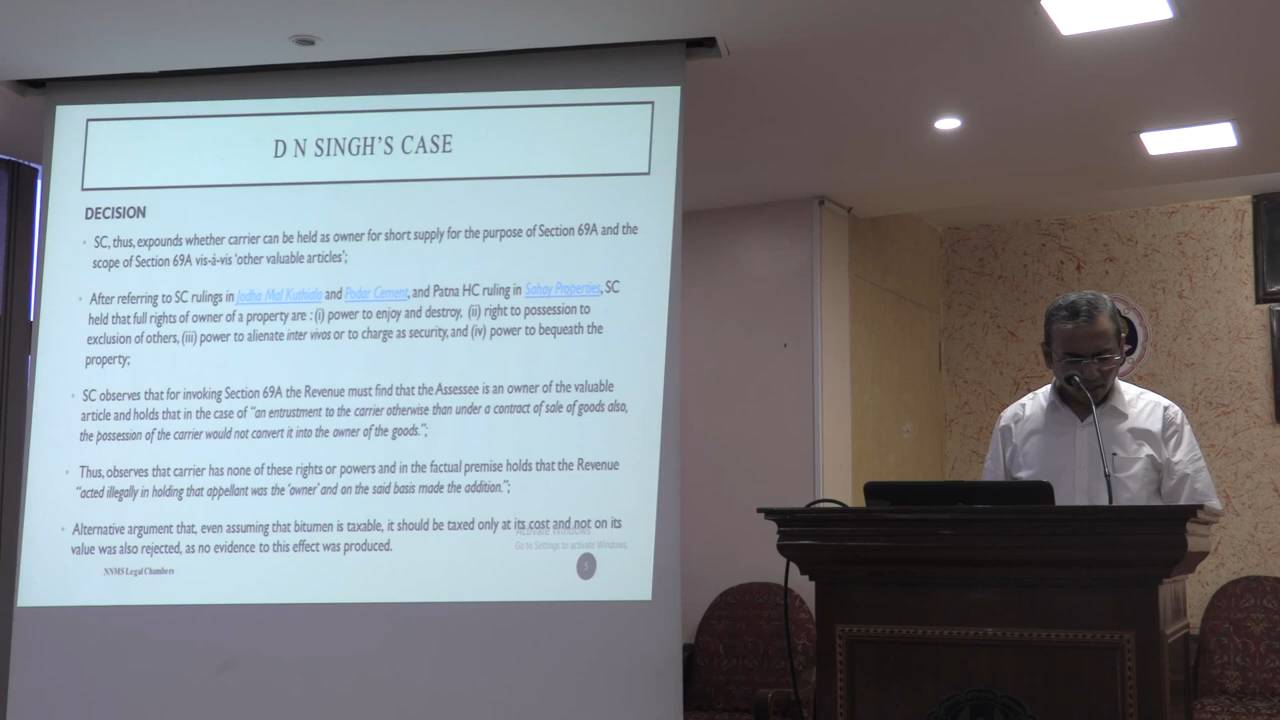 D N SINGH'S CASE
DECISION
• SC, thus, expounds whether carrier can be held as owner for short supply for the purpose of Section 69A and the
scope of Section 69A vis-à-vis 'other valuable articles';
• After referring to SC rulings in Jodha Mal Kuthiala and Podar Cement, and Patna HC ruling in Sahay Properties, SC
held that full rights of owner of a property are : (i) power to enjoy and destroy, (ii) right to possession to
exclusion of others, (iii) power to alienate inter vivos or to charge as security, and (iv) power to bequeath the
property;
• SC observes that for invoking Section 69A the Revenue must find that the Assessee is an owner of the valuable
article and holds that in the case of "an entrustment to the carrier otherwise than under a contract of sale of goods also,
the possession of the carrier would not convert it into the owner of the goods.";
• Thus, observes that carrier has none of these rights or powers and in the factual premise holds that the Revenue
"acted illegally in holding that appellant was the 'owner' and on the said basis made the addition.";
• Alternative argument that, even assuming that bitumen is taxable, it should be taxed only at its cost and not on its
value was also rejected, as no evidence to this effect was produced.
Activate Windows
Go to Settings to activate Windows.
NNMS Legal Chambers
5